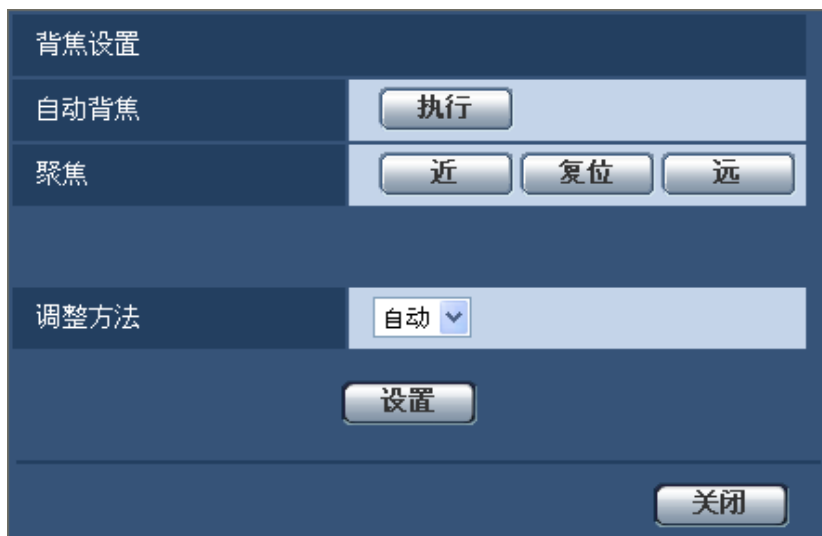 背焦设置
自动背焦 执行
聚焦 近 复位 远
调整方法 自动
设置
关闭